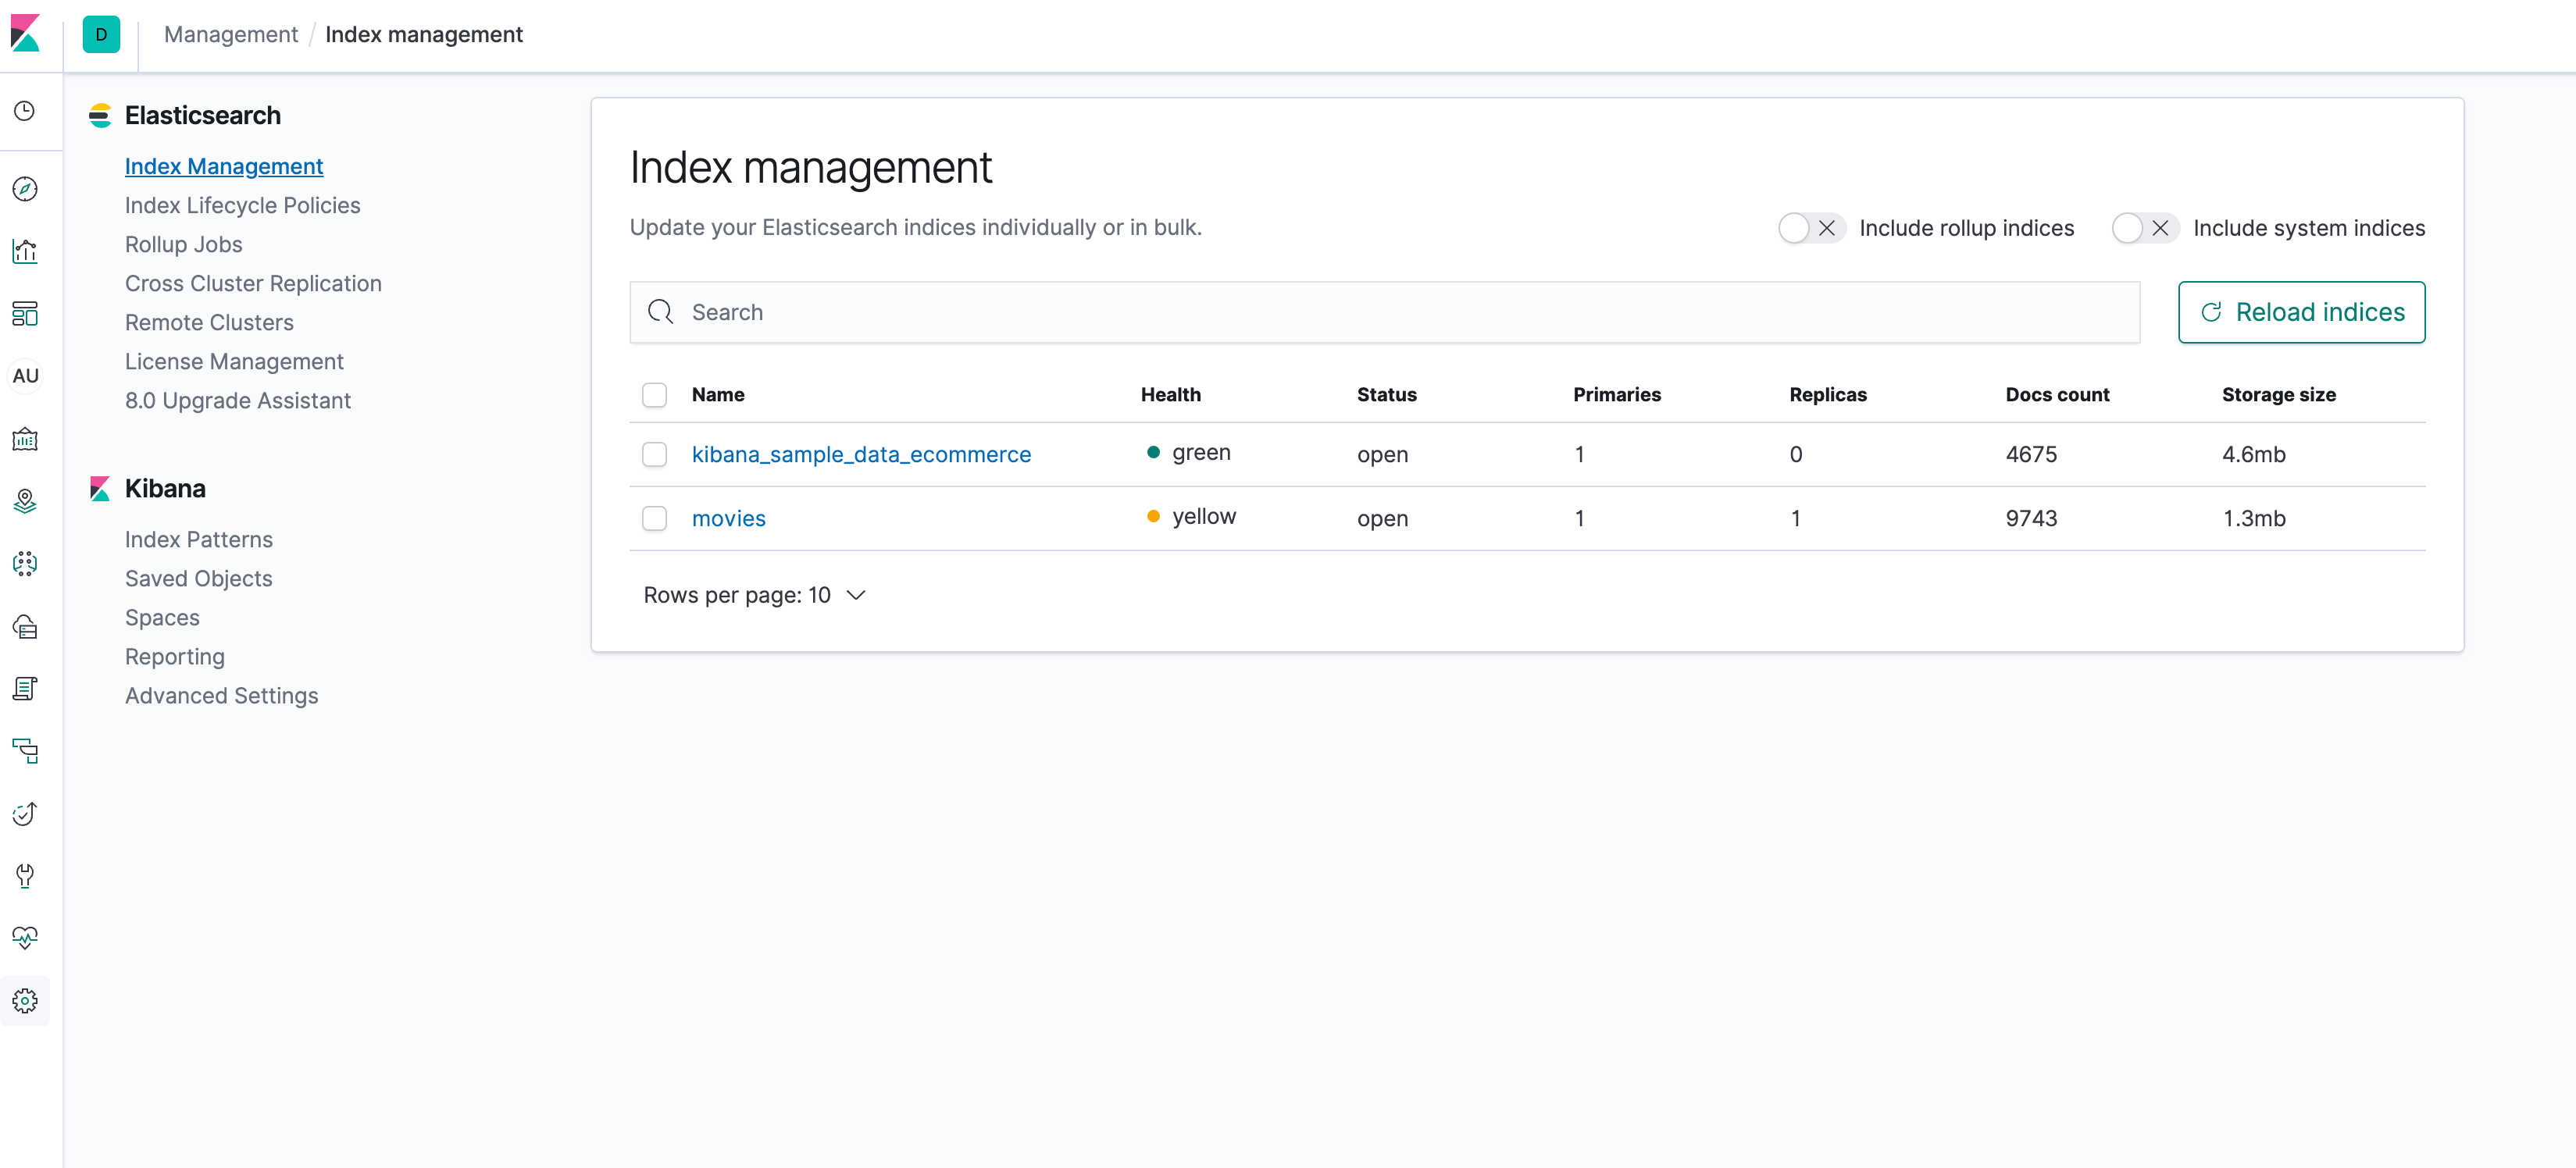 D Management / Index management
Elasticsearch
Index Management
Index Lifecycle Policies
Rollup Jobs
Cross Cluster Replication
Remote Clusters
License Management
8.0 Upgrade Assistant
Kibana
Index Patterns
Saved Objects
Spaces
Reporting
Advanced Settings
AU
Index management
Update your Elasticsearch indices individually or in bulk.
Include rollup indices Include system indices
Search Reload indices
Name Health Status Primaries Replicas Docs count Storage size
kibana_sample_data_ecommerce green open 1 0 4675 4.6mb
movies yellow open 1 1 9743 1.3mb
Rows per page: 10